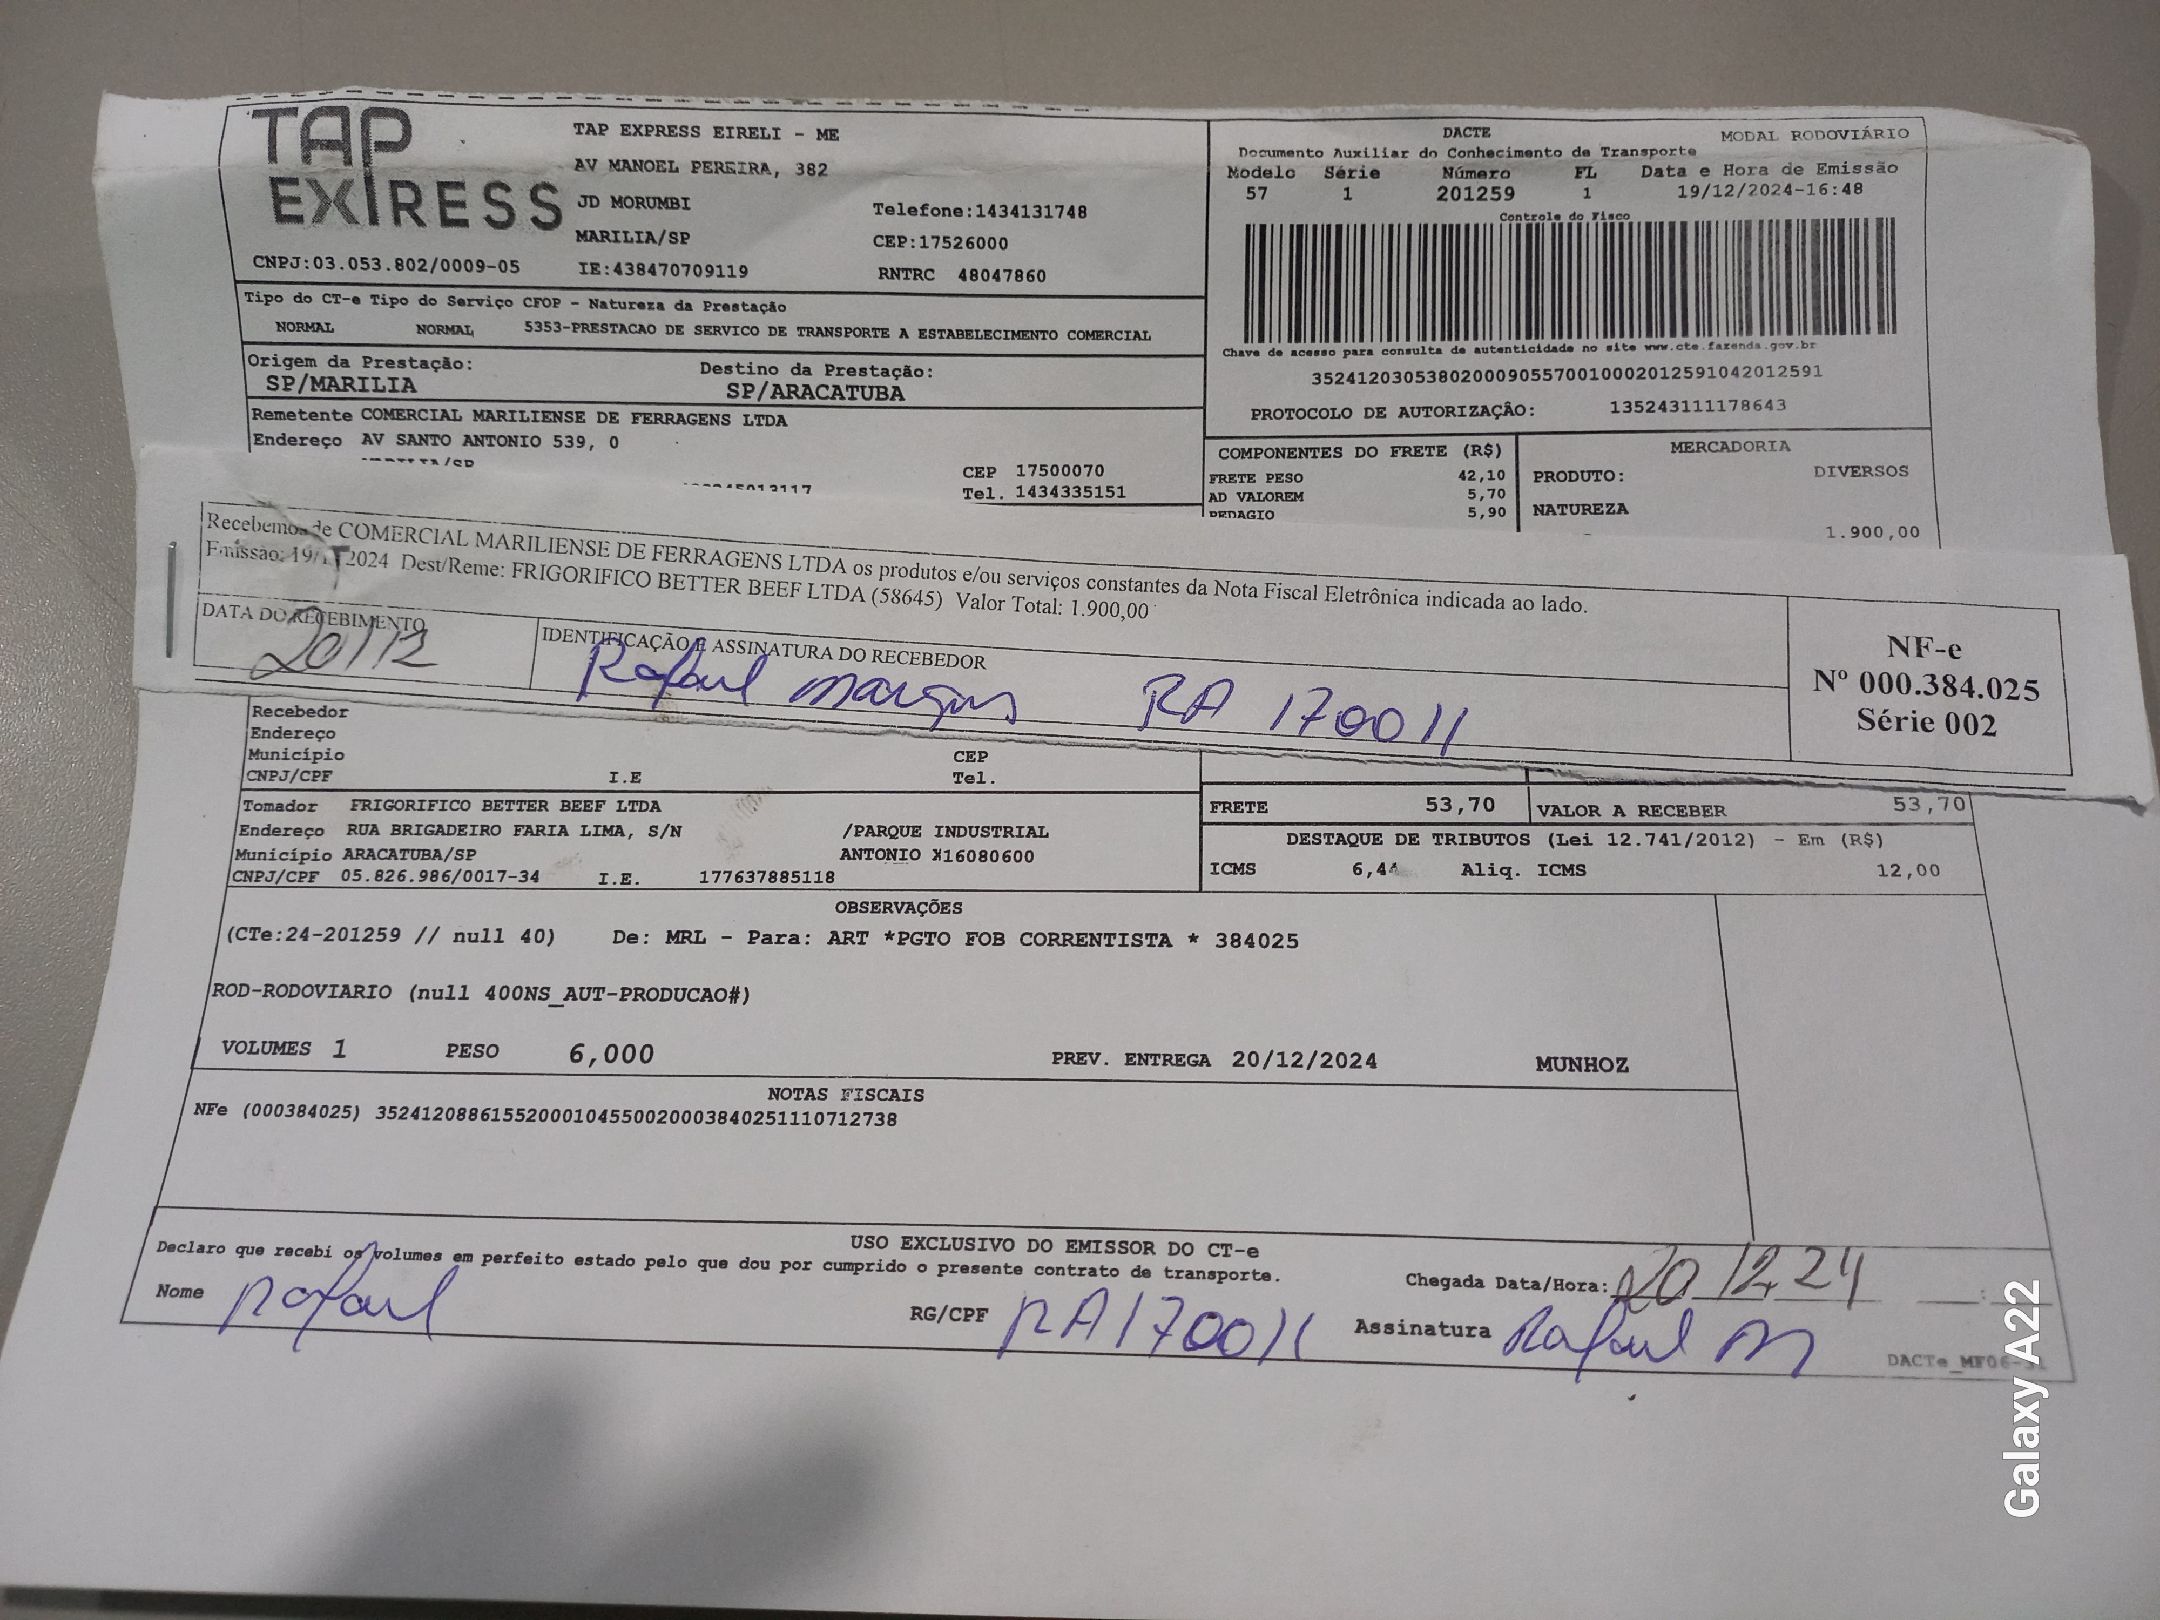 TAP
EXPRESS
TAP EXPRESS EIRELI - ME
AV MANOEL PEREIRA, 382
JD MORUMBI
Telefone:1434131748
MARILIA/SP
CEP:17526000
CNPJ:03.053.802/0009-05
IE:438470709119
RNTRC 48047860
DACTE
MODAL RODOVIÁRIO
Documento Auxiliar do Conhecimento de Transporte
Modelo Série Número FL Data e Hora de Emissão
57 1 201259 1 19/12/2024-16:48
Controle do Fisco
Chave de acesso para consulta de autenticidade no site www.cte.fazenda.gov.br
35241203053802000905570010002012591042012591
PROTOCOLO DE AUTORIZAÇÃO: 135243111178643
Tipo do CT-e Tipo do Serviço CFOP - Natureza da Prestação
NORMAL NORMAL 5353-PRESTACAO DE SERVICO DE TRANSPORTE A ESTABELECIMENTO COMERCIAL
Origem da Prestação: Destino da Prestação:
SP/MARILIA SP/ARACATUBA
Remetente COMERCIAL MARILIENSE DE FERRAGENS LTDA
Endereço AV SANTO ANTONIO 539, 0
CEP 17500070
Tel. 1434335151
COMPONENTES DO FRETE (R$)
FRETE PESO 42,10
AD VALOREM 5,70
PEDAGIO 5,90
MERCADORIA
PRODUTO: DIVERSOS
NATUREZA
1.900,00
Recebemos de COMERCIAL MARILIENSE DE FERRAGENS LTDA os produtos e/ou serviços constantes da Nota Fiscal Eletrônica indicada ao lado.
Emissão: 19/ 2024 Dest/Reme: FRIGORIFICO BETTER BEEF LTDA (58645) Valor Total: 1.900,00
DATA DO RECEBIMENTO
20/12
IDENTIFICAÇÃO E ASSINATURA DO RECEBEDOR
Rafael Marques RA 170011
NF-e
Nº 000.384.025
Série 002
Recebedor
Endereço
Município CEP
CNPJ/CPF I.E Tel.
Tomador FRIGORIFICO BETTER BEEF LTDA
Endereço RUA BRIGADEIRO FARIA LIMA, S/N /PARQUE INDUSTRIAL
Município ARACATUBA/SP ANTONIO X16080600
CNPJ/CPF 05.826.986/0017-34 I.E. 177637885118
FRETE 53,70 VALOR A RECEBER 53,70
DESTAQUE DE TRIBUTOS (Lei 12.741/2012) - Em (R$)
ICMS 6,44 Aliq. ICMS 12,00
OBSERVAÇÕES
(CTe:24-201259 // null 40) De: MRL - Para: ART *PGTO FOB CORRENTISTA * 384025
ROD-RODOVIARIO (null 400NS_AUT-PRODUCAO#)
VOLUMES 1 PESO 6,000 PREV. ENTREGA 20/12/2024 MUNHOZ
NOTAS FISCAIS
NFe (000384025) 35241208861552000104550020003840251110712738
USO EXCLUSIVO DO EMISSOR DO CT-e
Declaro que recebi os volumes em perfeito estado pelo que dou por cumprido o presente contrato de transporte.
Chegada Data/Hora: 20 12 24 :
Nome Rafael RG/CPF RA170011 Assinatura Rafael M
DACTe_MF06-
Galaxy A22